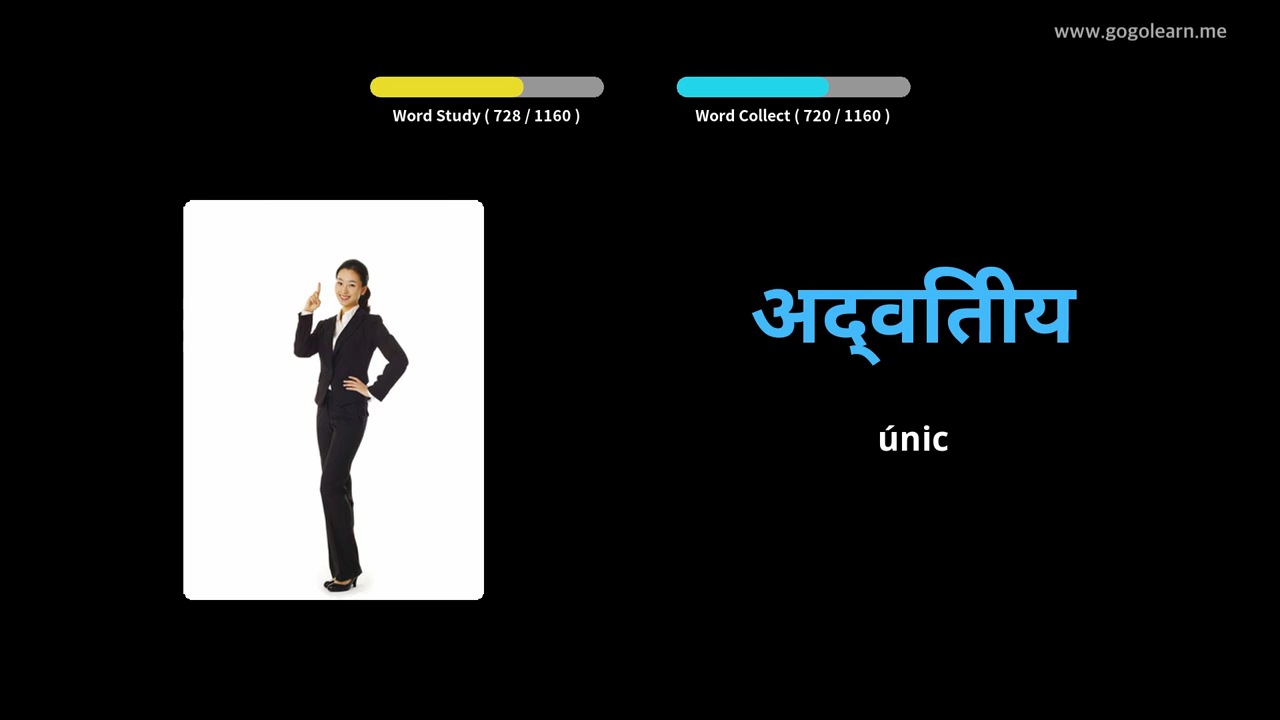 www.gogolearn.me
Word Study ( 728 / 1160 )
Word Collect ( 720 / 1160 )
अद्वितीय
únic